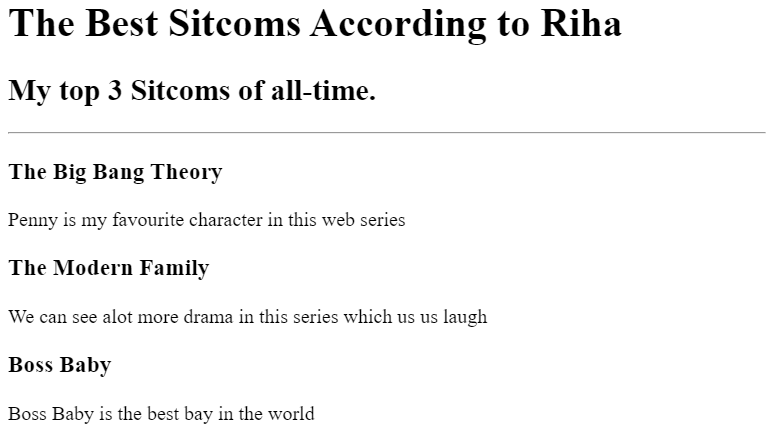 The Best Sitcoms According to Riha
My top 3 Sitcoms of all-time.
The Big Bang Theory
Penny is my favourite character in this web series
The Modern Family
We can see alot more drama in this series which us us laugh
Boss Baby
Boss Baby is the best bay in the world